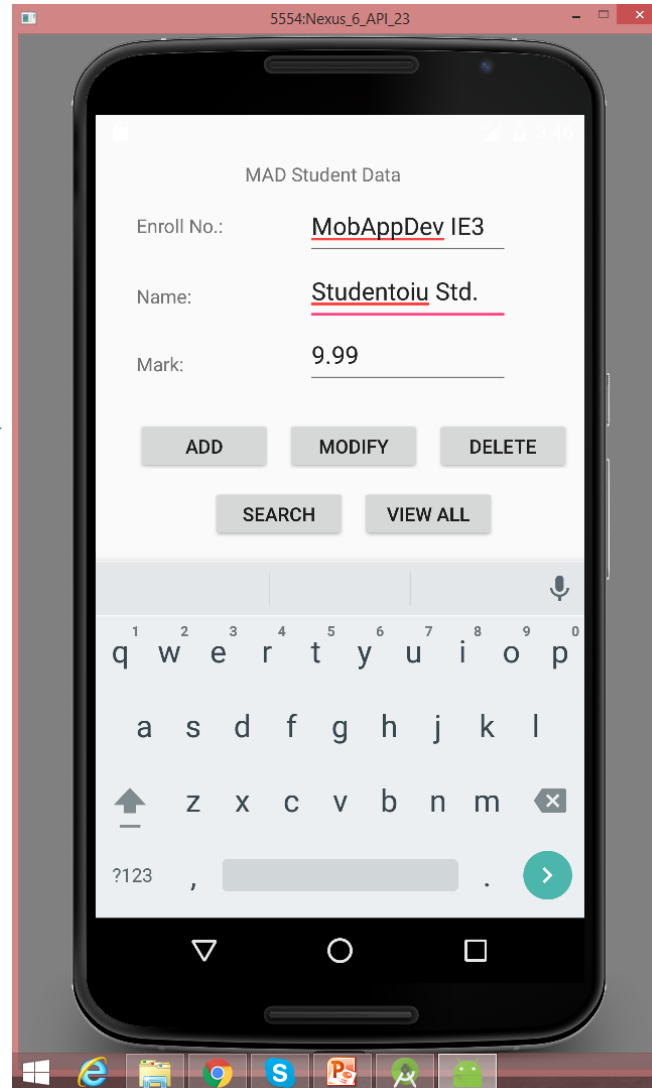 5554:Nexus_6_API_23
MAD Student Data
Enroll No.: MobAppDev IE3
Name: Studentoiu Std.
Mark: 9.99
ADD MODIFY DELETE
SEARCH VIEW ALL
1 2 3 4 5 6 7 8 9 0
q w e r t y u i o p
a s d f g h j k l
z x c v b n m
?123 , .